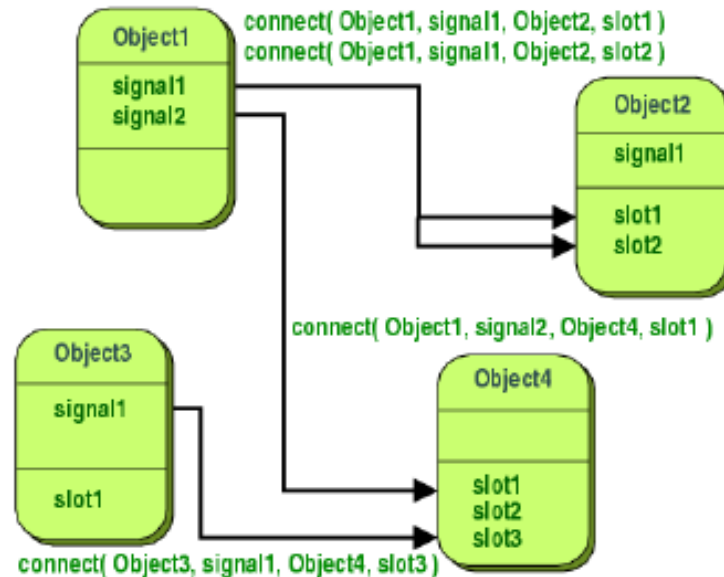 Object1
signal1
signal2
connect( Object1, signal1, Object2, slot1 )
connect( Object1, signal1, Object2, slot2 )
Object2
signal1
slot1
slot2
connect( Object1, signal2, Object4, slot1 )
Object3
signal1
slot1
Object4
slot1
slot2
slot3
connect( Object3, signal1, Object4, slot3 )